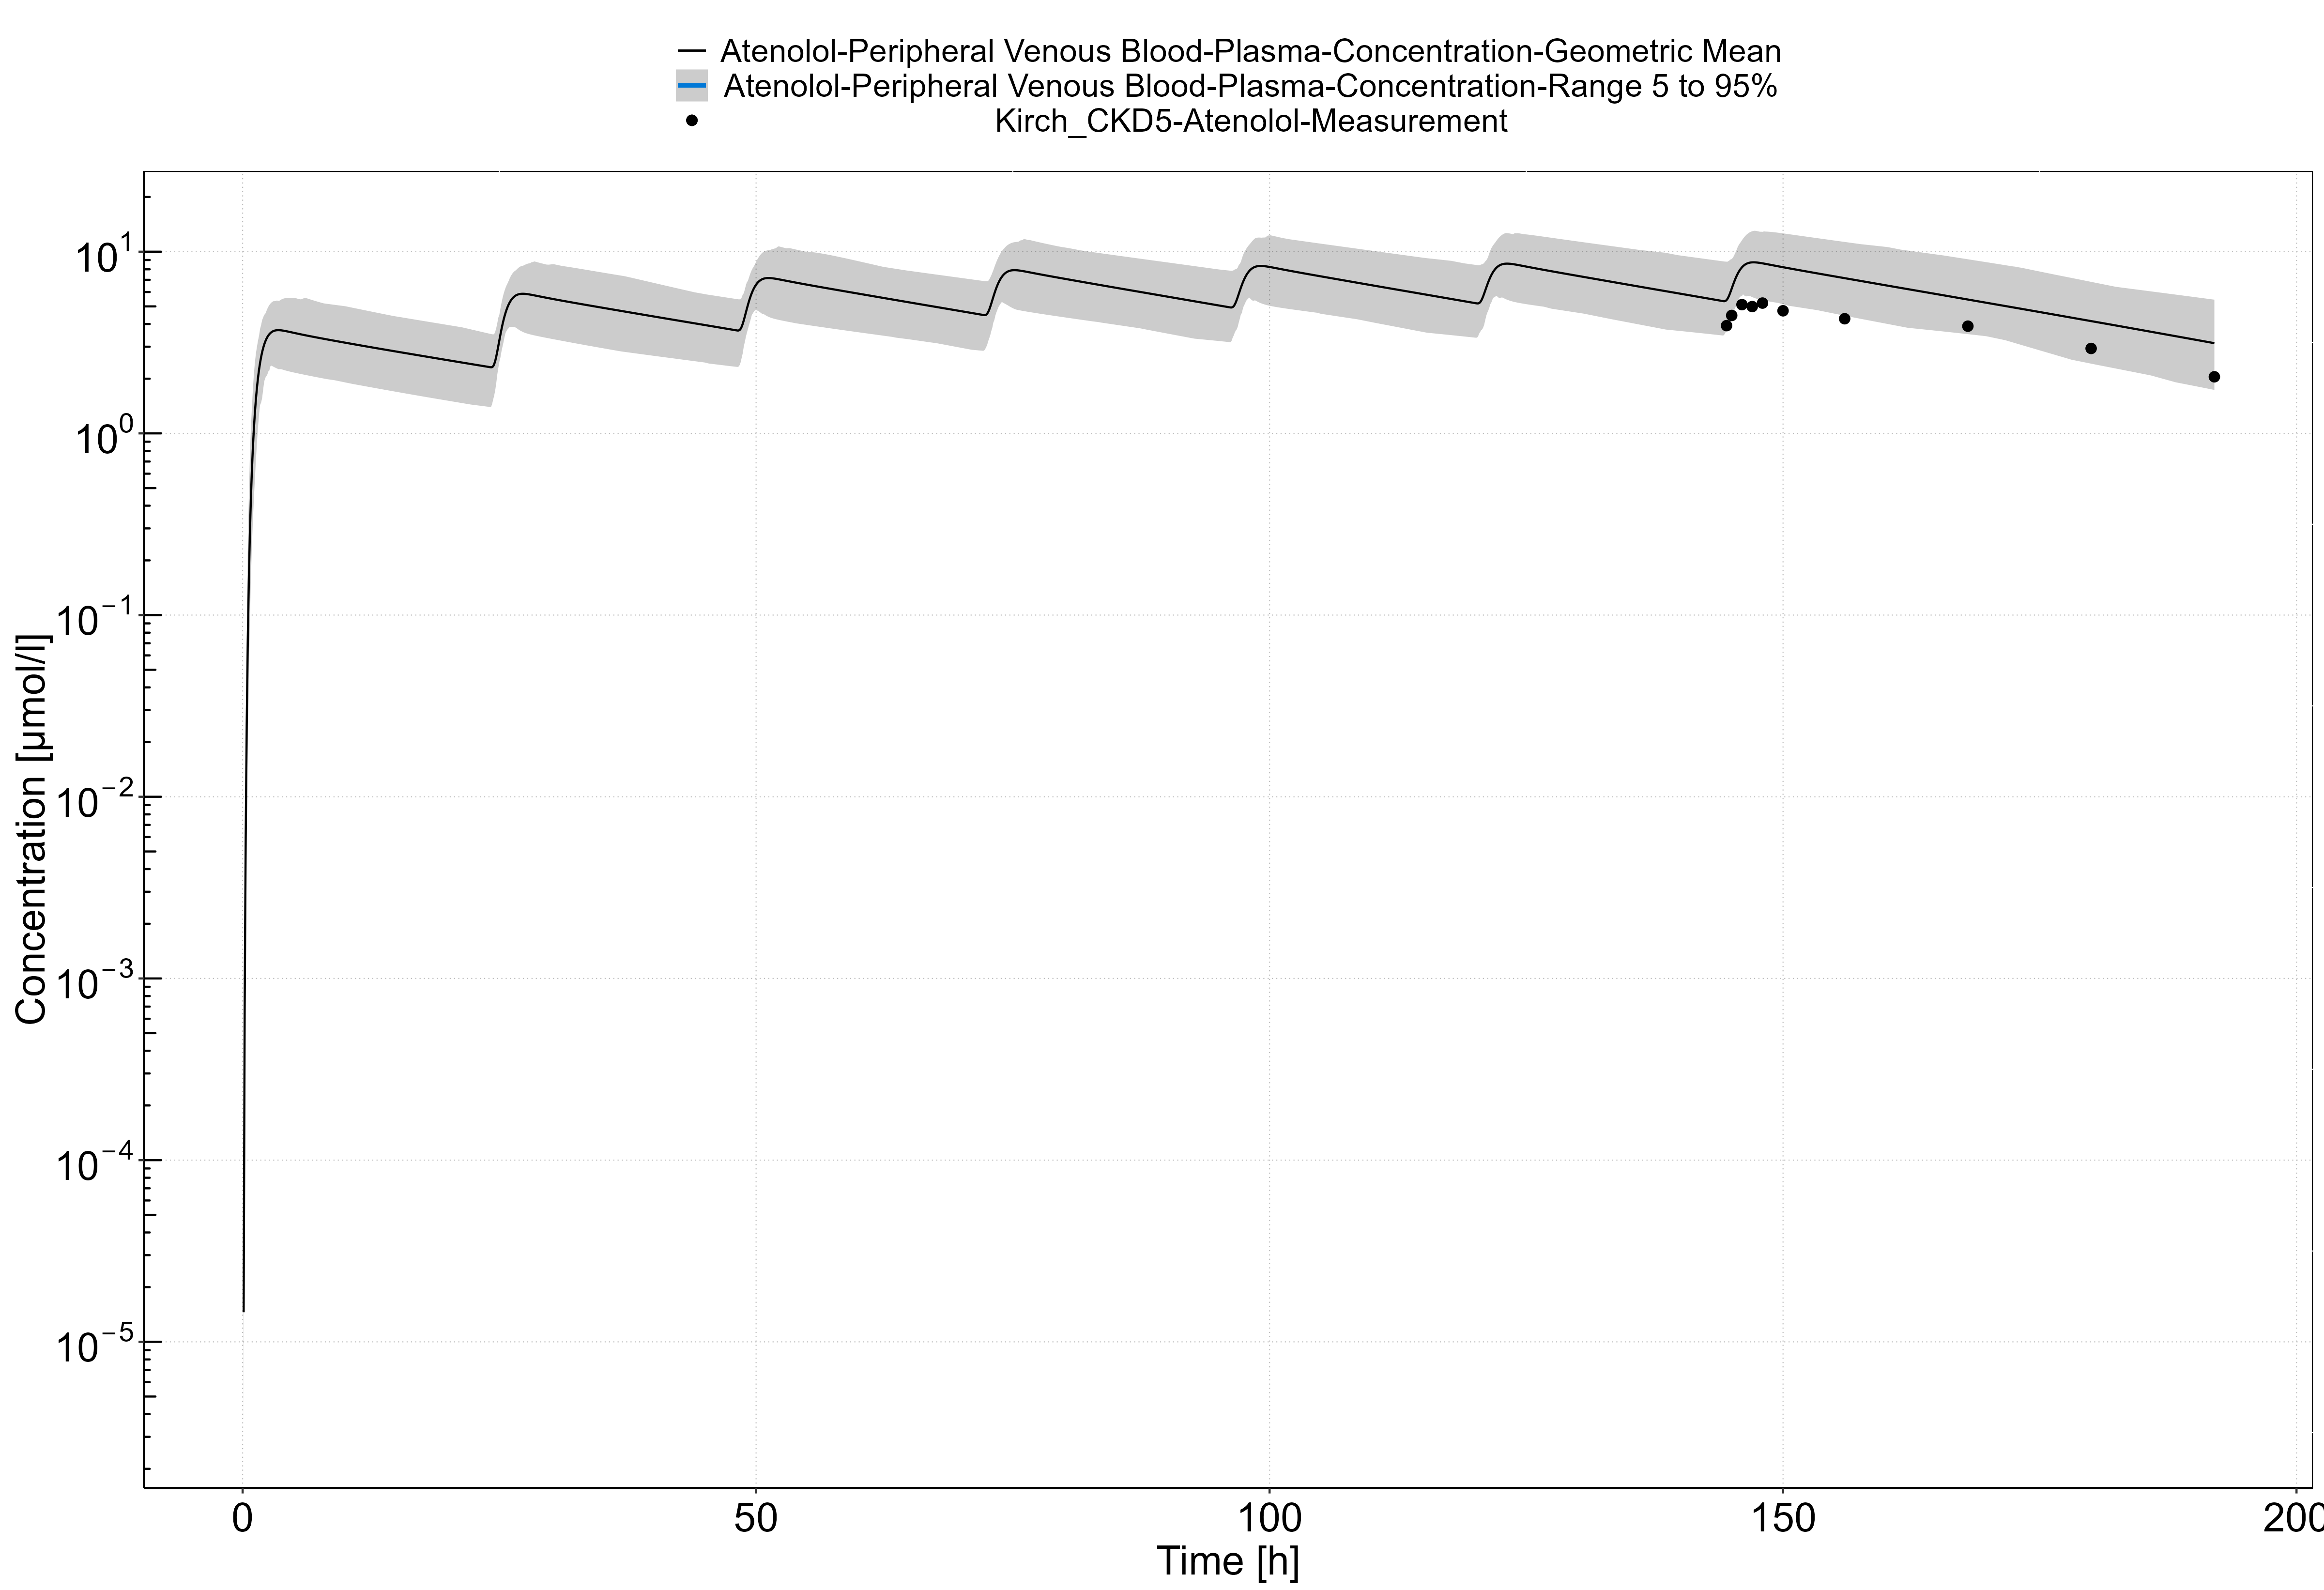 Atenolol-Peripheral Venous Blood-Plasma-Concentration-Geometric Mean
Atenolol-Peripheral Venous Blood-Plasma-Concentration-Range 5 to 95%
Kirch_CKD5-Atenolol-Measurement
Concentration [µmol/l]
10^1
10^0
10^−1
10^−2
10^−3
10^−4
10^−5
0 50 100 150 200
Time [h]